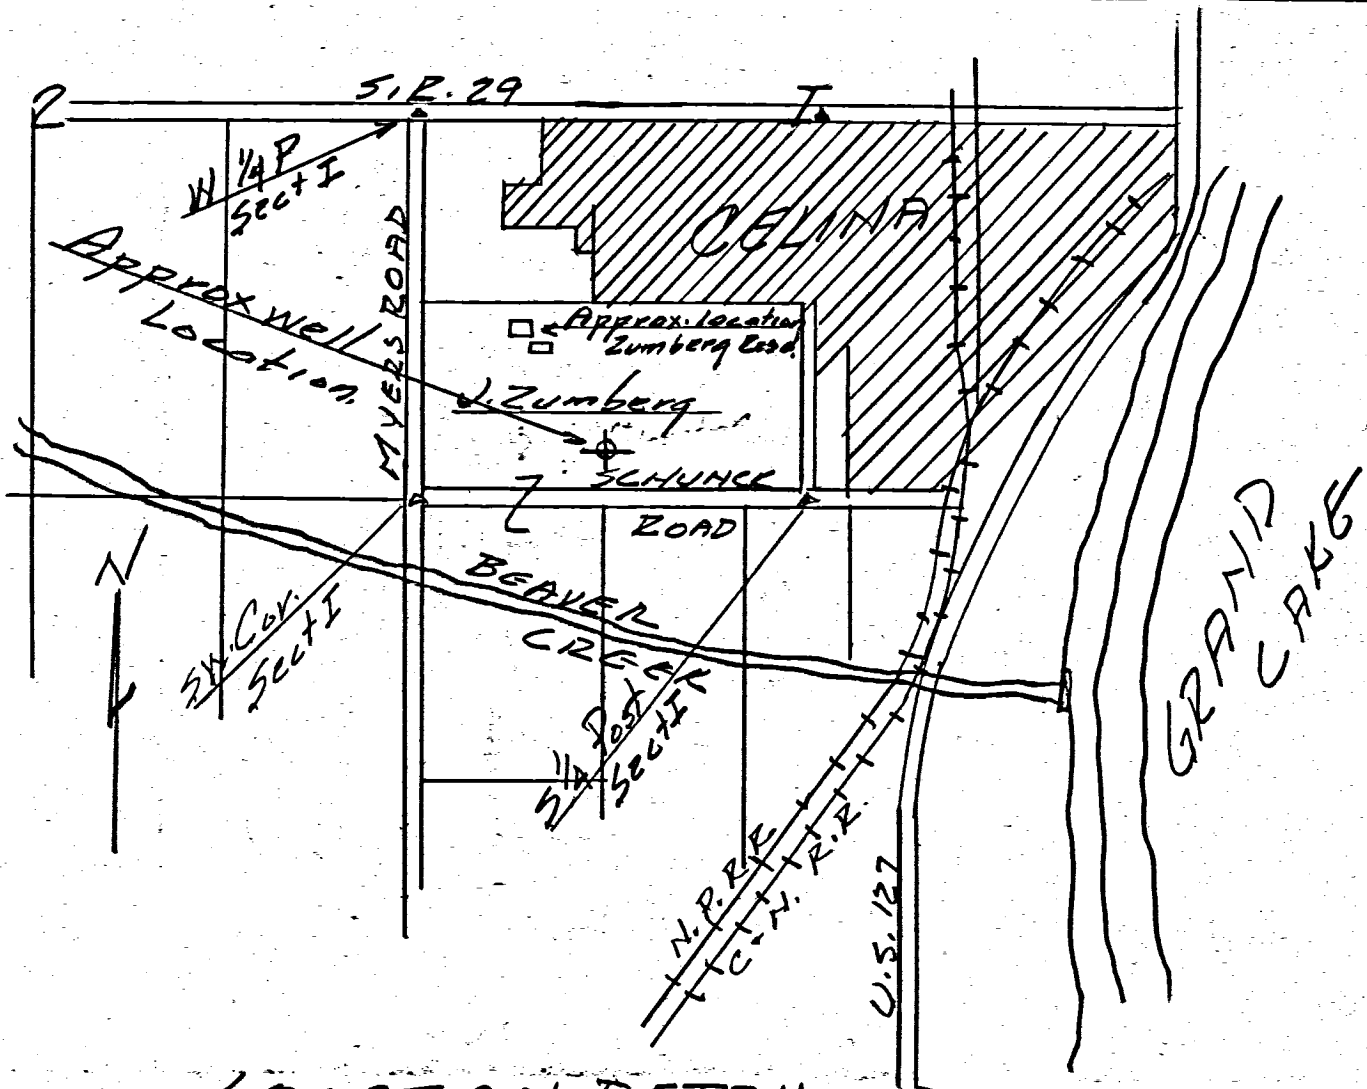 2
S.R. 29
I
W 1/4 P
Sect I
CELINA
Approx Well
Location
MYERS ROAD
Approx. Location
Zumberg Resd.
J. Zumberg
SCHUNCK
ROAD
N
BEAVER
CREEK
SW. Cor.
Sect I
S 1/4 Post
Sect I
GRAND
LAKE
N.P.R.R.
C-N. R.R.
U.S. 127